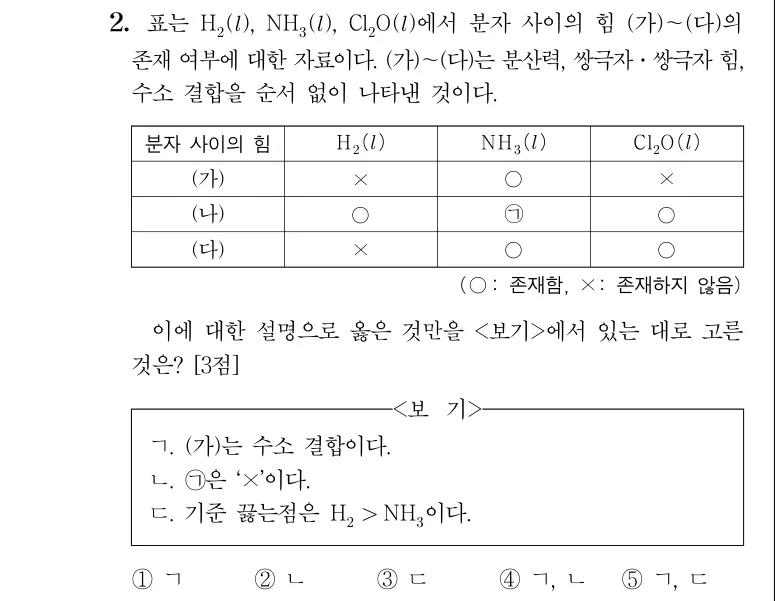 2. 표는 H₂(l), NH₃(l), Cl₂O(l)에서 분자 사이의 힘 (가)~(다)의
존재 여부에 대한 자료이다. (가)~(다)는 분산력, 쌍극자·쌍극자 힘,
수소 결합을 순서 없이 나타낸 것이다.
분자 사이의 힘 H₂(l) NH₃(l) Cl₂O(l)
(가) × ○ ×
(나) ○ ㉠ ○
(다) × ○ ○
(○: 존재함, ×: 존재하지 않음)
이에 대한 설명으로 옳은 것만을 <보기>에서 있는 대로 고른
것은? [3점]
<보 기>
ㄱ. (가)는 수소 결합이다.
ㄴ. ㉠은 ‘×’이다.
ㄷ. 기준 끓는점은 H₂ > NH₃이다.
① ㄱ ② ㄴ ③ ㄷ ④ ㄱ, ㄴ ⑤ ㄱ, ㄷ